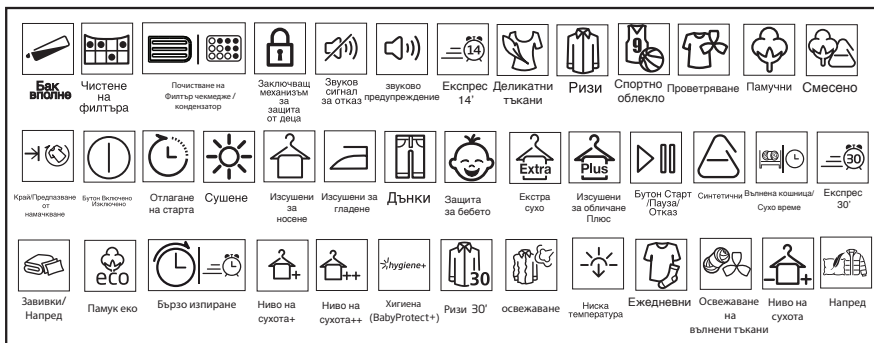 14
9
Бак
вполне
Чистене
на
филтъра
Почистване на
Филтър чекмедже /
кондензатор
Заключващ
механизъм
за
защита
от деца
Звуков
сигнал
за отказ
звуково
предупреждение
Експрес
14'
Деликатни
тъкани
Ризи
Спортно
облекло
Проветряване
Памучни
Смесено
Extra
Plus
30
Край/Предпазване
от
намачкване
Бутон Включено
Изключено
Отлагане
на старта
Сушене
Изсушени
за
носене
Изсушени за
гладене
Дънки
Защита
за бебето
Екстра
сухо
Изсушени
за обличане
Плюс
Бутон Старт
/Пауза/
Отказ
Синтетични
Вълнена кошница/
Сухо време
Експрес
30'
eco
+
++
hygiene+
30
- +
Завивки/
Напред
Памук еко
Бързо изпиране
Ниво на
сухота+
Ниво на
сухота++
Хигиена
(BabyProtect+)
Ризи 30'
освежаване
Ниска
температура
Ежедневни
Освежаване
на
вълнени тъкани
Ниво на
сухота
Напред